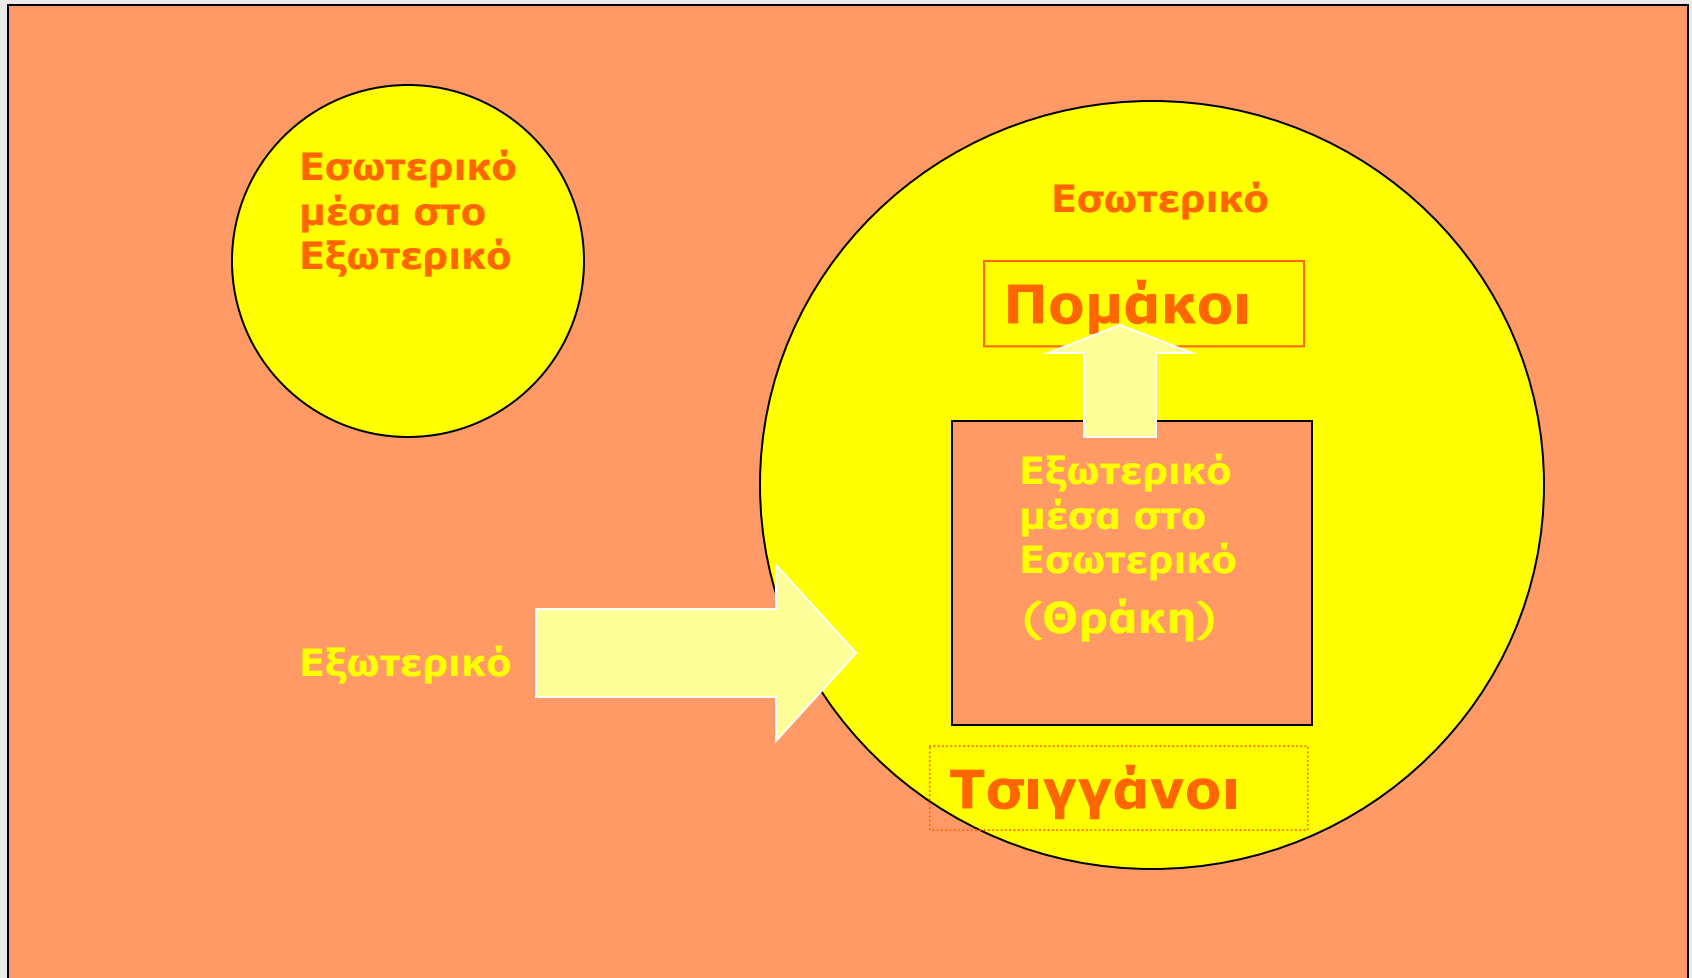 Εσωτερικό
μέσα στο
Εξωτερικό
Εσωτερικό
Πομάκοι
Εξωτερικό
μέσα στο
Εσωτερικό
(Θράκη)
Εξωτερικό
Τσιγγάνοι